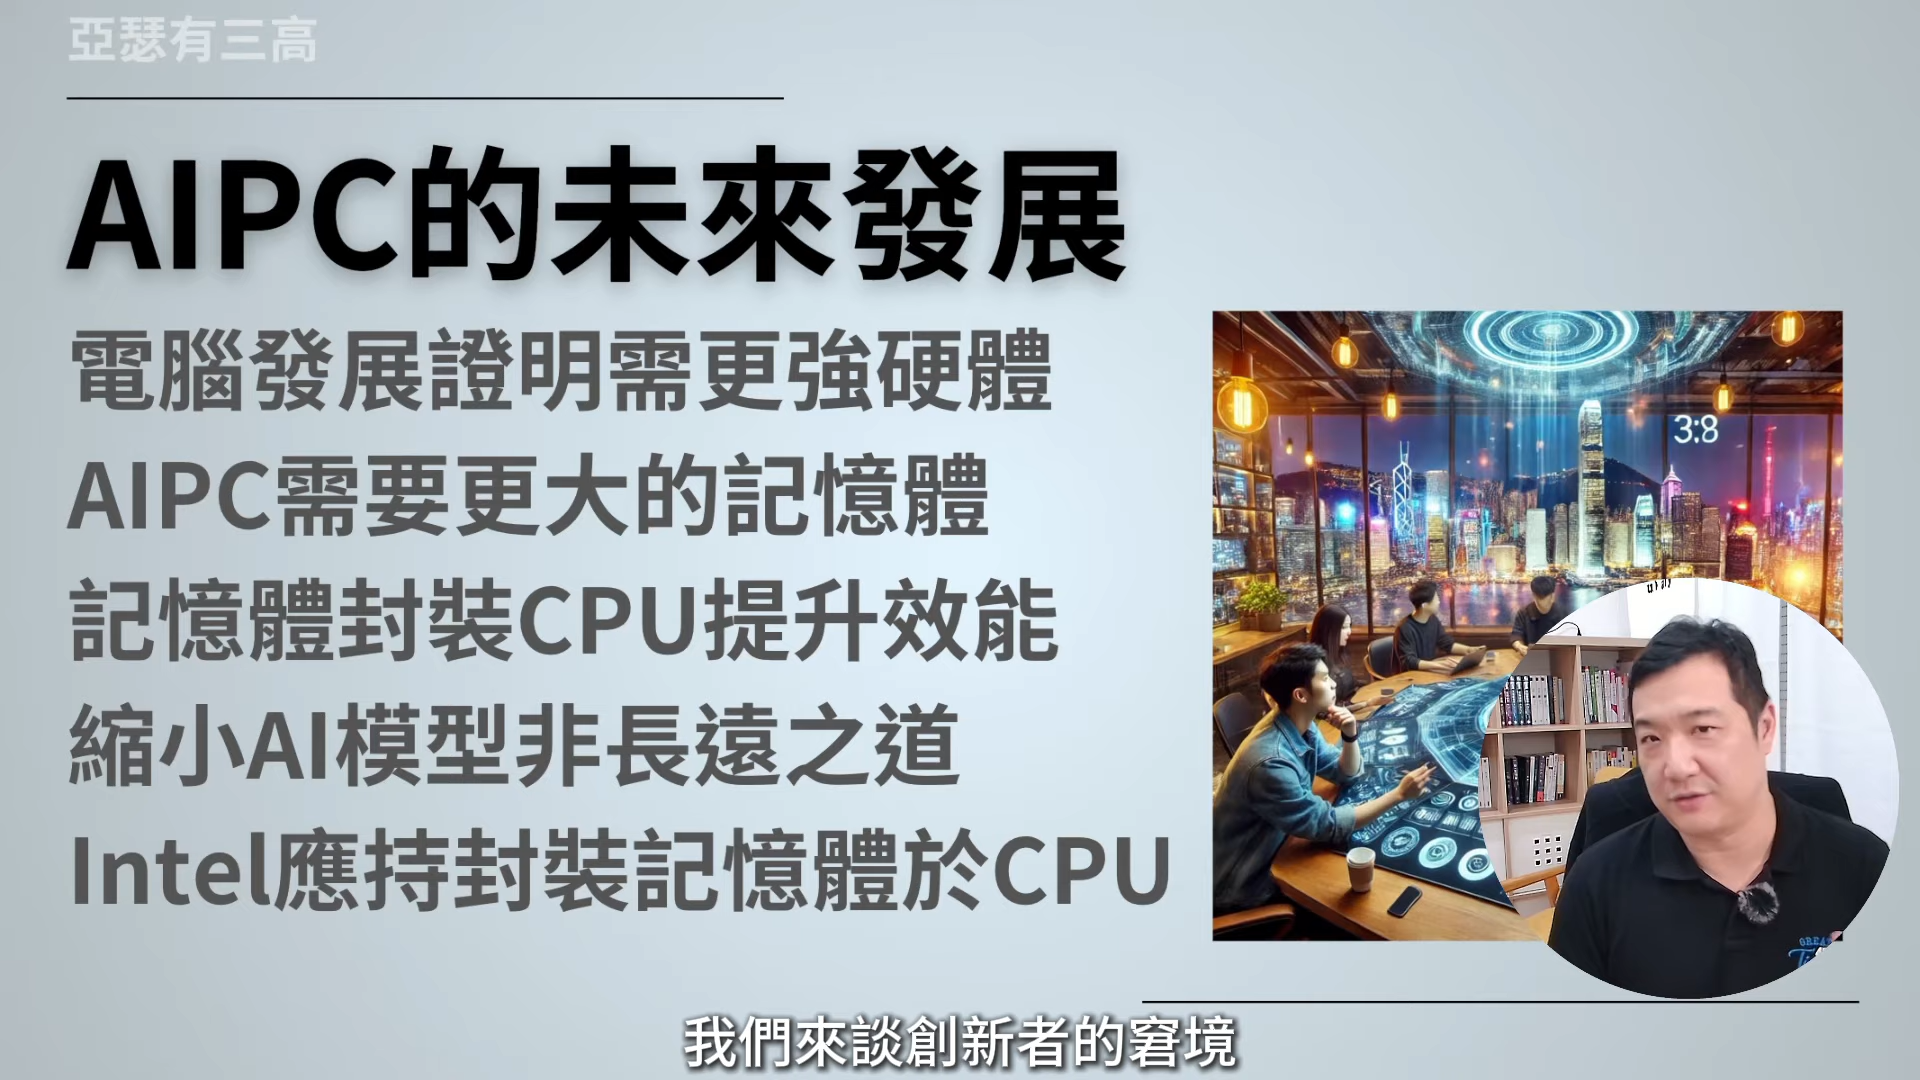 亞瑟有三高
AIPC的未來發展
電腦發展證明需更強硬體
AIPC需要更大的記憶體
記憶體封裝CPU提升效能
縮小AI模型非長遠之道
Intel應持封裝記憶體於CPU
3:8
我們來談創新者的窘境